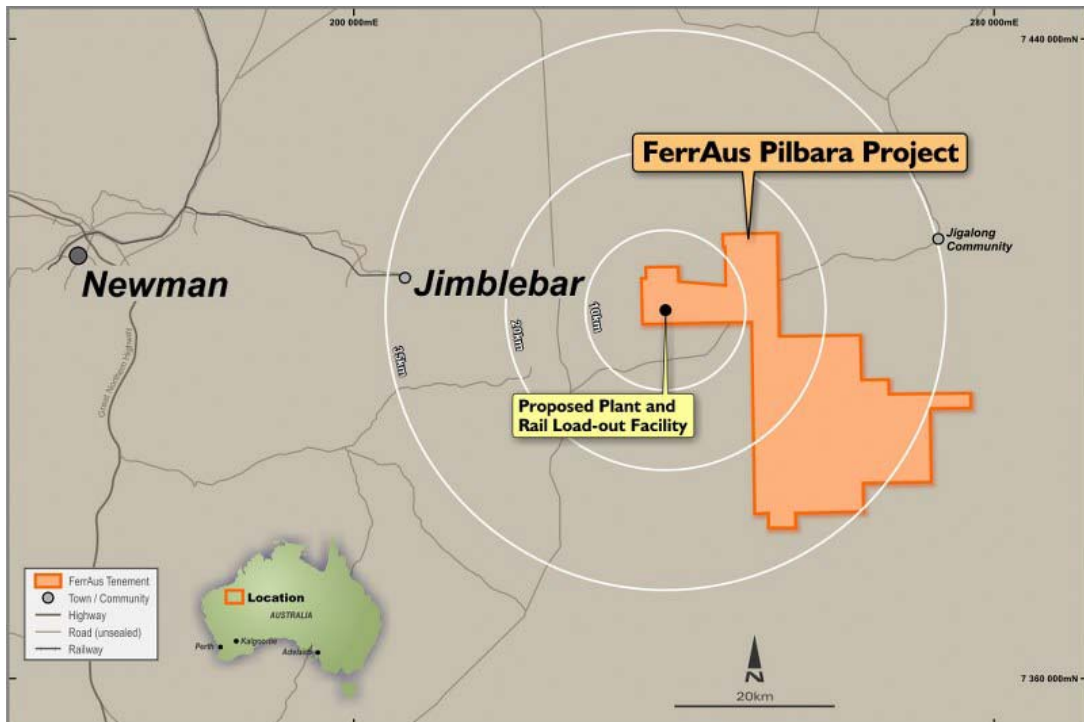 200 000mE
280 000mE
7 440 000mN
FerrAus Pilbara Project
Jigalong
Community
Newman
Jimblebar
10km
20km
35km
Great Northern Highway
Proposed Plant and
Rail Load-out Facility
FerrAus Tenement
Town / Community
Highway
Road (unsealed)
Railway
Location
AUSTRALIA
Perth
Kalgoorlie
Adelaide
N
20km
7 360 000mN